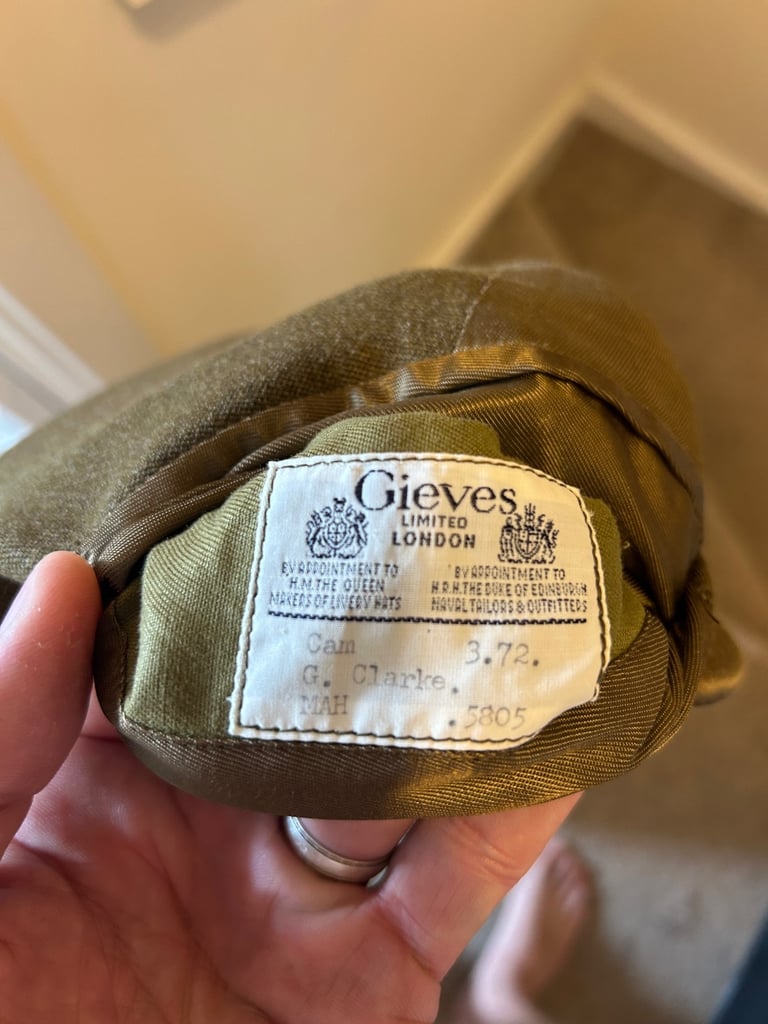 Gieves
LIMITED
LONDON
BY APPOINTMENT TO
H.M. THE QUEEN
MAKERS OF LIVERY HATS
BY APPOINTMENT TO
H.R.H. THE DUKE OF EDINBURGH
NAVAL TAILORS & OUTFITTERS
Cam 3.72.
G. Clarke.
MAH .5805